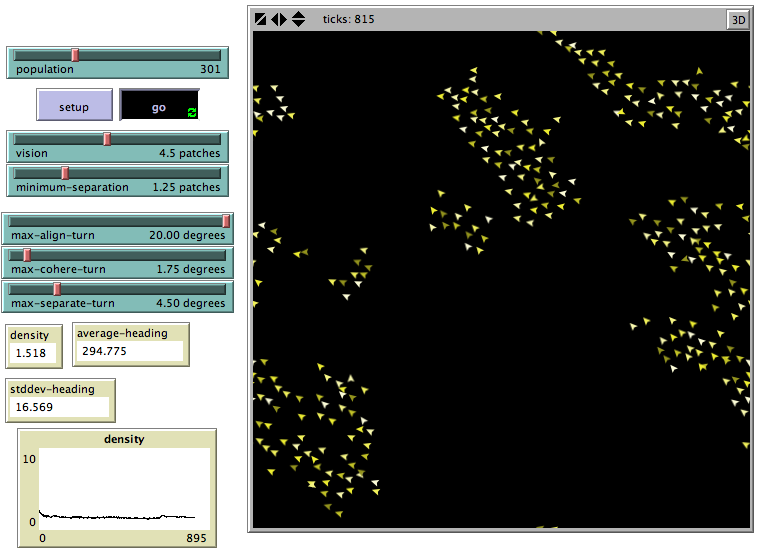 ticks: 815
3D
population 301
setup
go
vision 4.5 patches
minimum-separation 1.25 patches
max-align-turn 20.00 degrees
max-cohere-turn 1.75 degrees
max-separate-turn 4.50 degrees
density
1.518
average-heading
294.775
stddev-heading
16.569
density
10
0
0 895